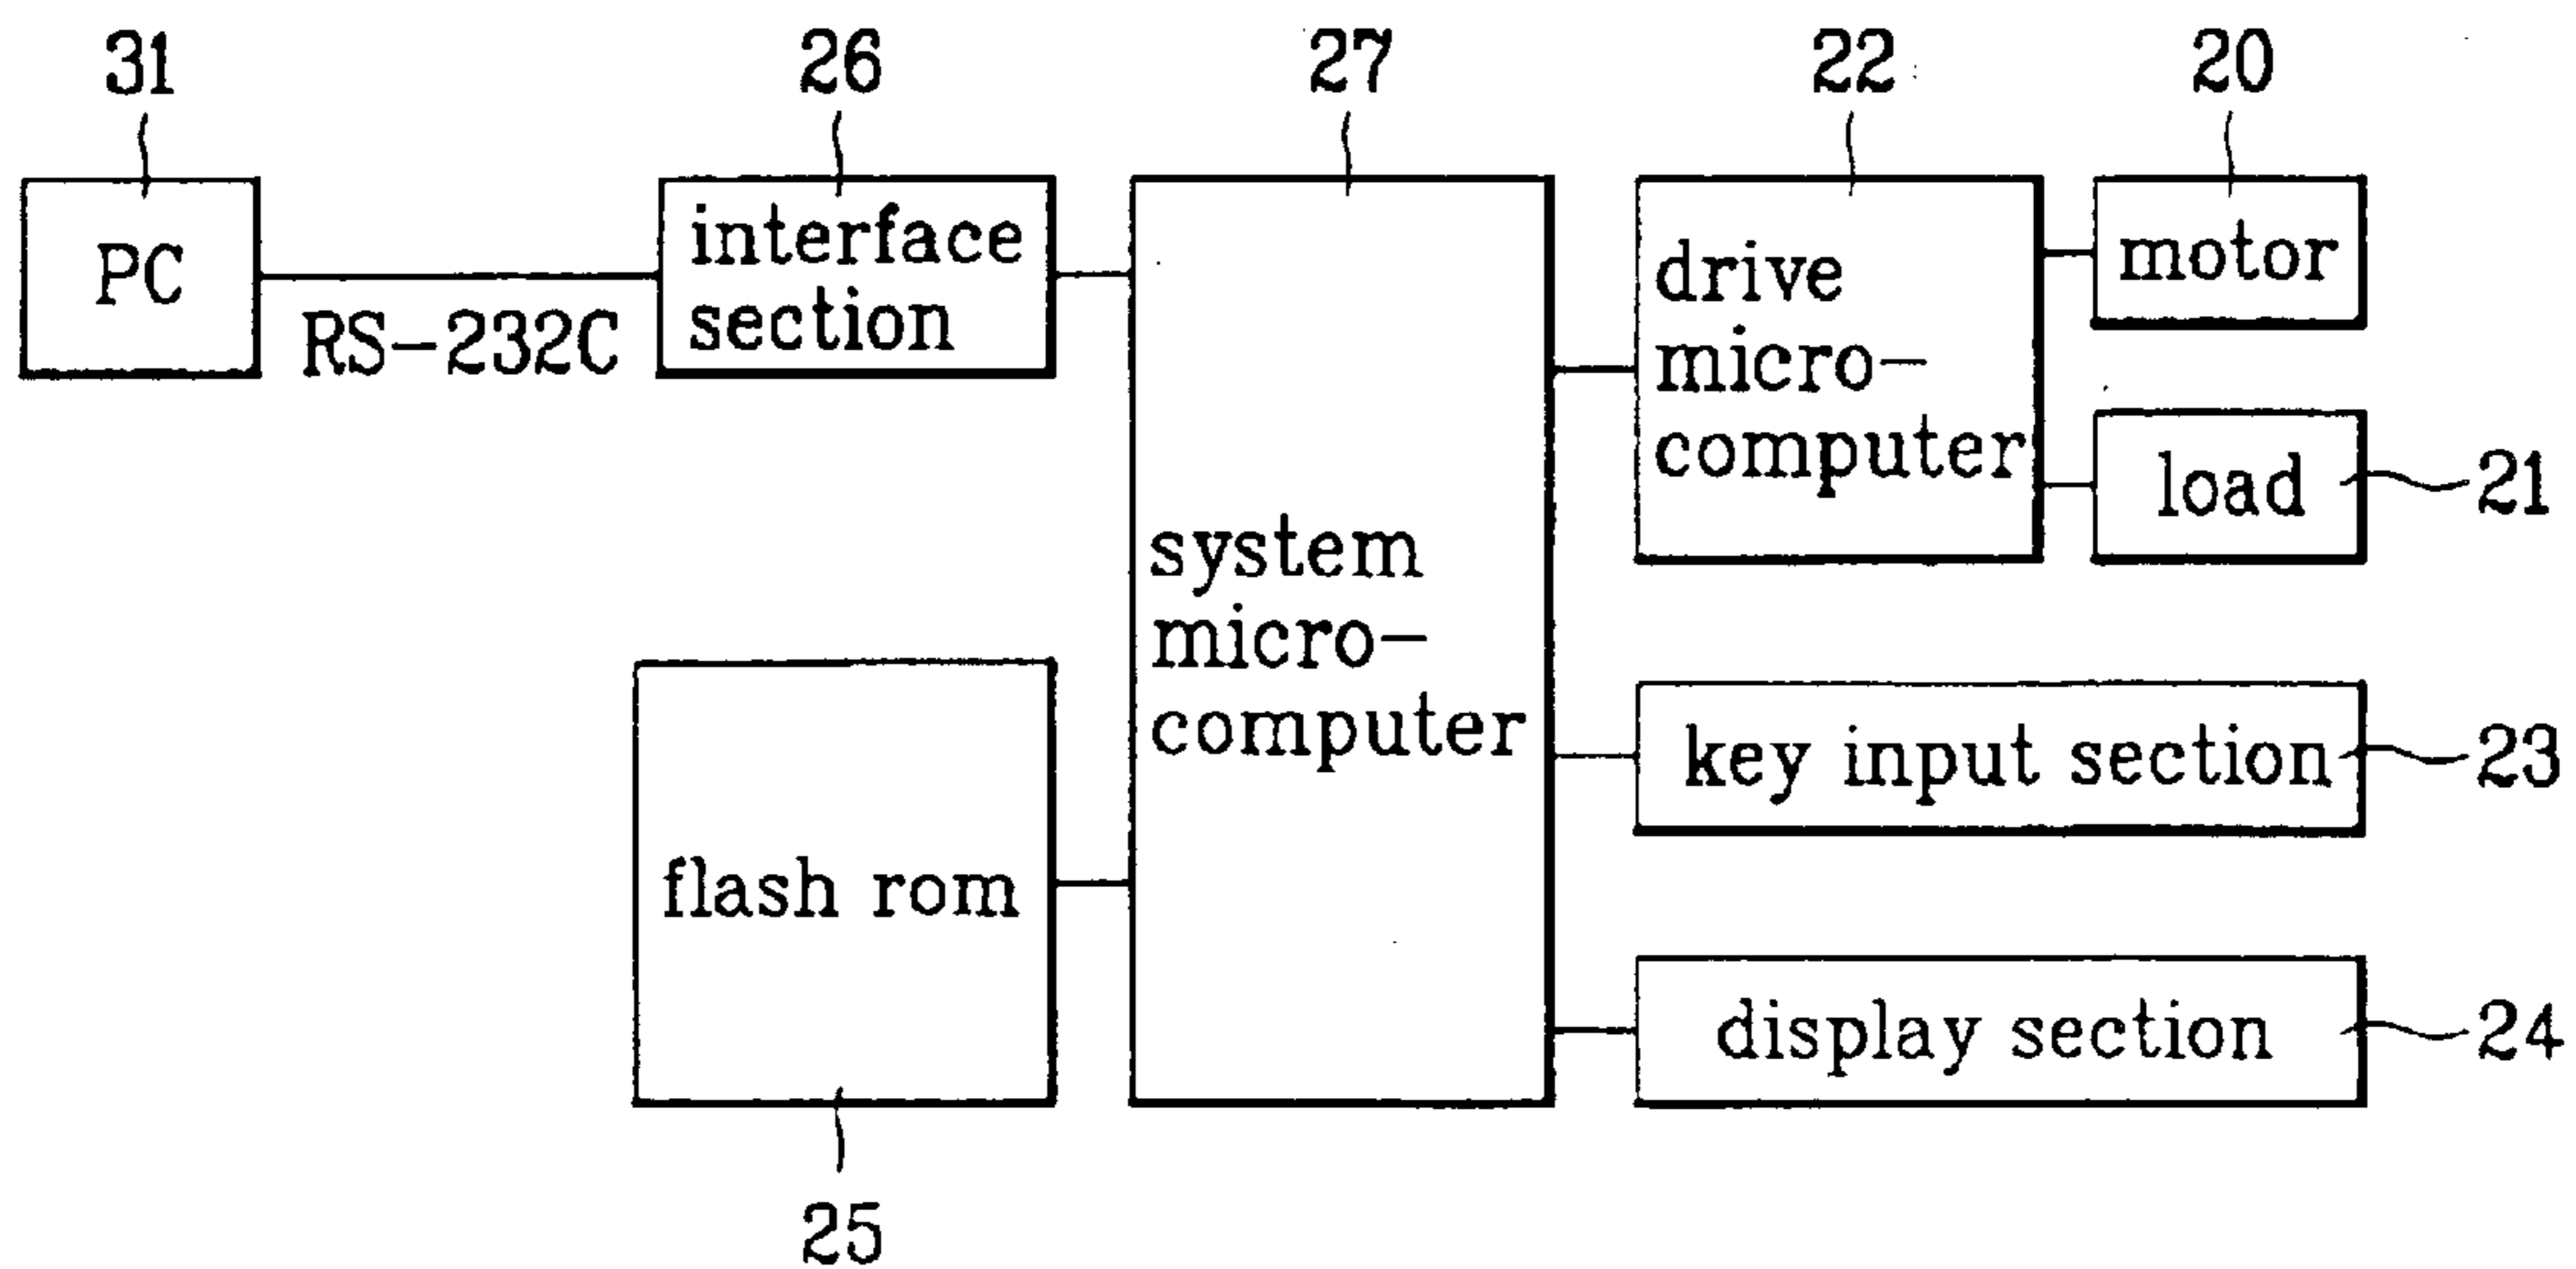 31
26
27
22
20
PC
RS-232C
interface
section
system
micro-
computer
drive
micro-
computer
motor
load
21
key input section
23
flash rom
display section
24
25